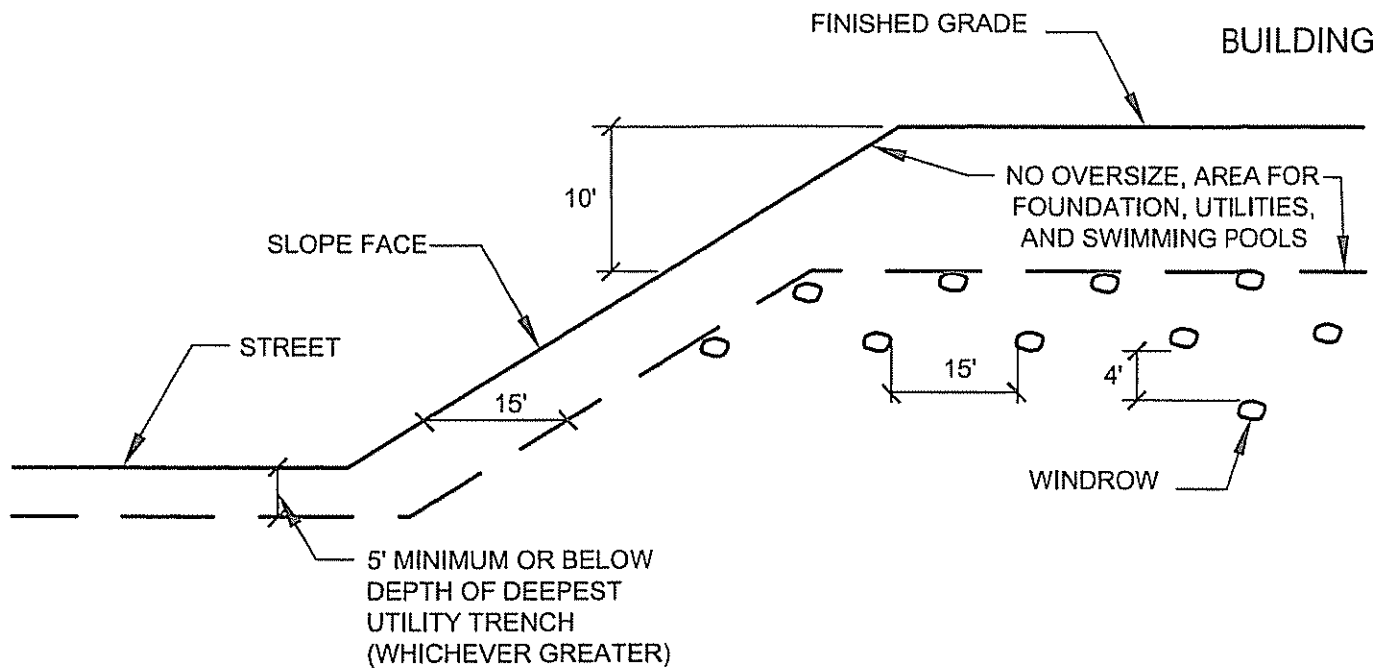 FINISHED GRADE
BUILDING
NO OVERSIZE, AREA FOR
FOUNDATION, UTILITIES,
AND SWIMMING POOLS
10'
SLOPE FACE
STREET
15'
15'
4'
WINDROW
5' MINIMUM OR BELOW
DEPTH OF DEEPEST
UTILITY TRENCH
(WHICHEVER GREATER)